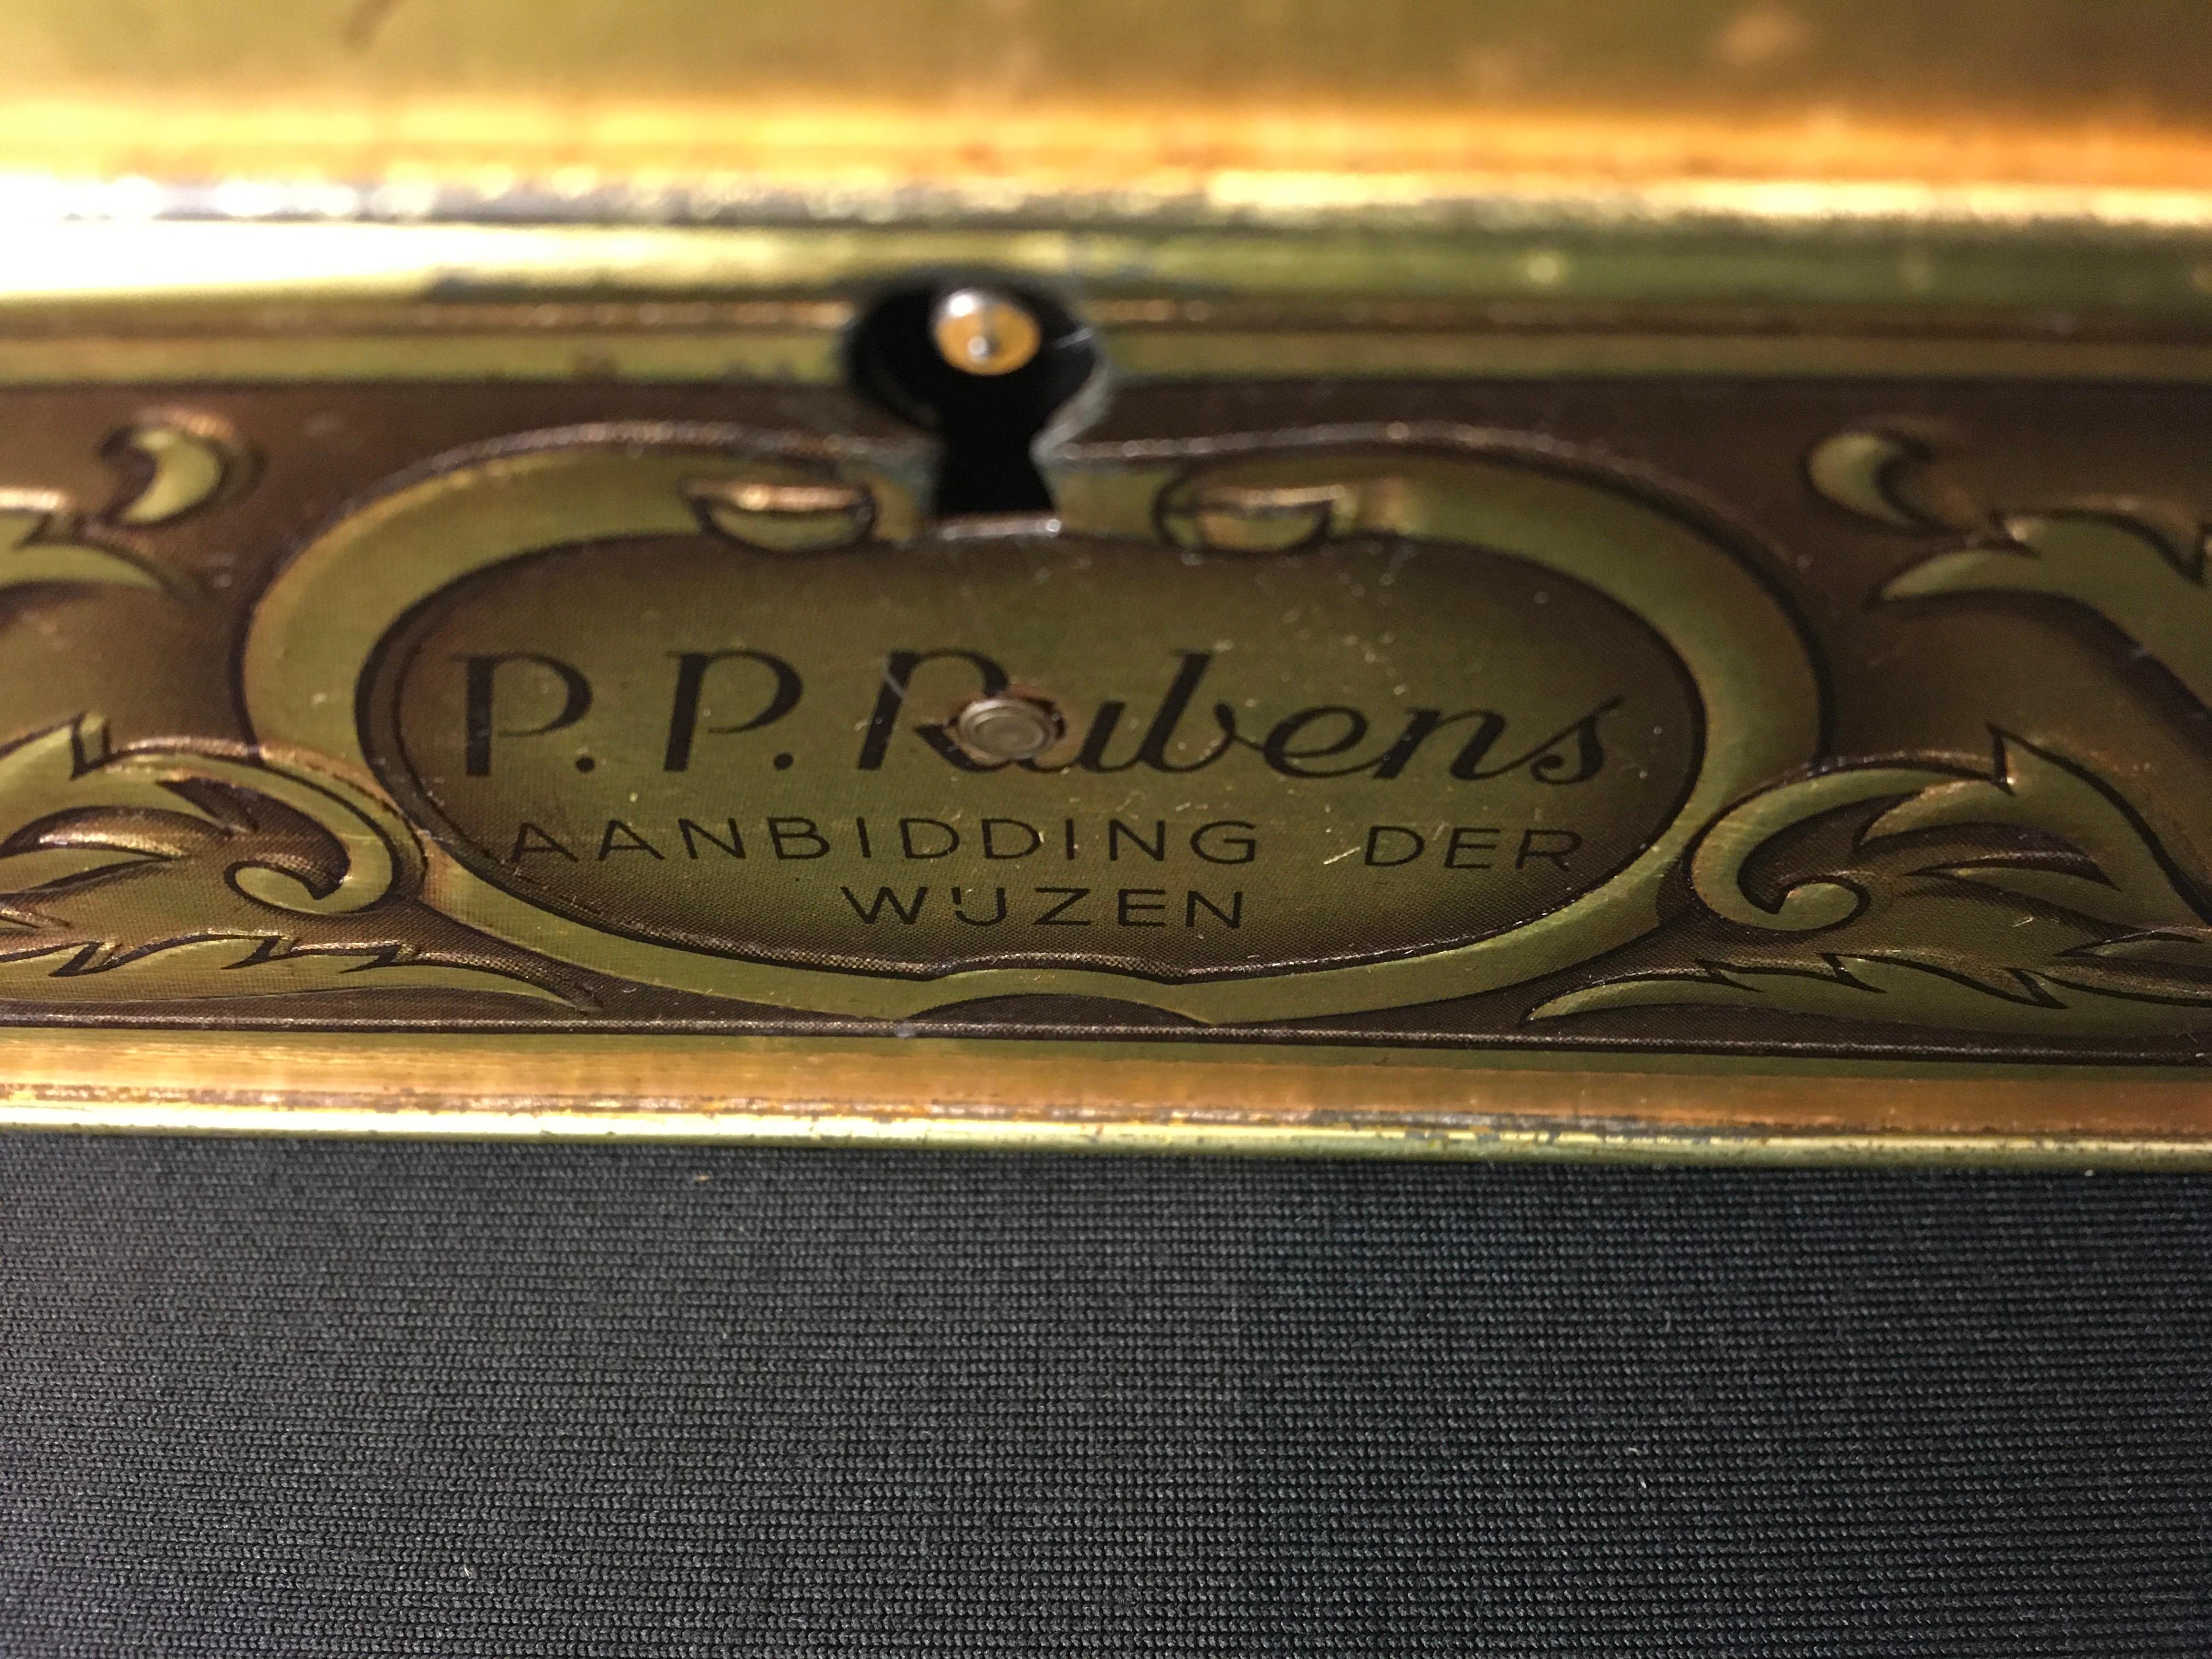 P. P. Rubens
AANBIDDING DER
WIJZEN